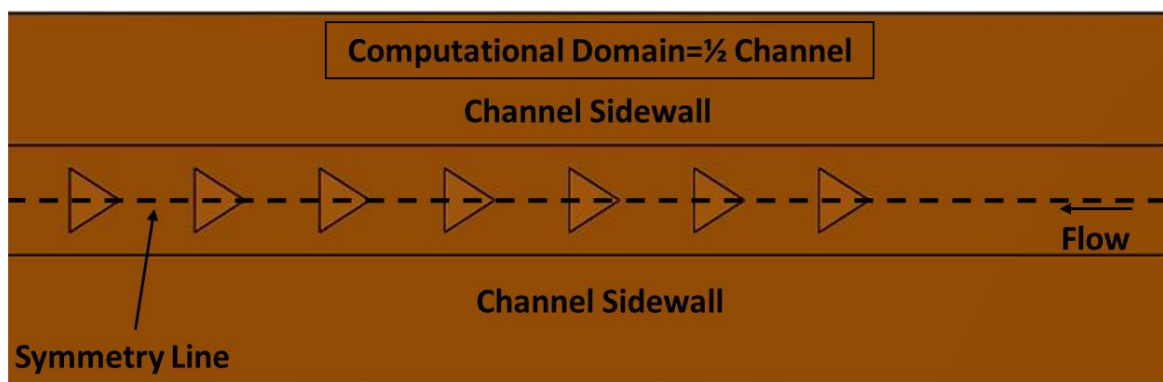 Computational Domain=½ Channel
Channel Sidewall
Flow
Channel Sidewall
Symmetry Line